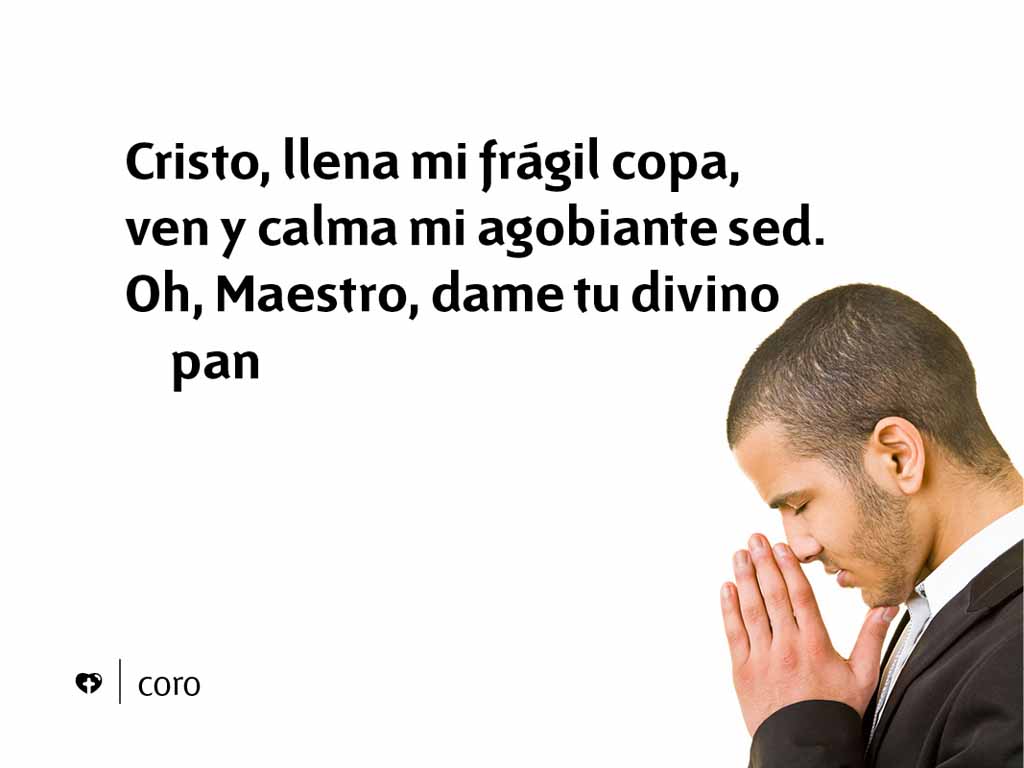 Cristo, llena mi frágil copa,
ven y calma mi agobiante sed.
Oh, Maestro, dame tu divino
pan
coro